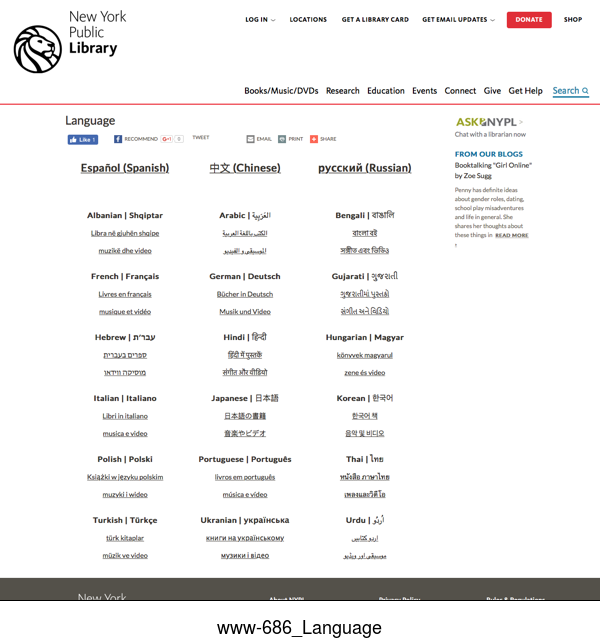 New York
Public
Library
LOG IN
LOCATIONS
GET A LIBRARY CARD
GET EMAIL UPDATES
DONATE
SHOP
Books/Music/DVDs Research Education Events Connect Give Get Help Search
Language
Like 1
RECOMMEND
G+1 0
TWEET
EMAIL
PRINT
SHARE
Español (Spanish)
中文 (Chinese)
русский (Russian)
Albanian | Shqiptar
Arabic | العَرَبِيَّة
Bengali | বাঙালি
Libra në gjuhën shqipe
الكتب باللغة العربية
বাংলা বই
muzikë dhe video
الموسيقى و الفيديو
সঙ্গীত এবং ভিডিও
French | Français
German | Deutsch
Gujarati | ગુજરાતી
Livres en français
Bücher in Deutsch
ગુજરાતીમાં પુસ્તકો
musique et vidéo
Musik und Video
સંગીત અને વિડિયો
Hebrew | עברית
Hindi | हिन्दी
Hungarian | Magyar
ספרים בעברית
हिंदी में पुस्तकें
könyvek magyarul
מוסיקה ווידאו
संगीत और वीडियो
zene és video
Italian | Italiano
Japanese | 日本語
Korean | 한국어
Libri in italiano
日本語の書籍
한국어 책
musica e video
音楽やビデオ
음악 및 비디오
Polish | Polski
Portuguese | Português
Thai | ไทย
Książki w języku polskim
livros em português
หนังสือ ภาษาไทย
muzyki i wideo
música e vídeo
เพลงและวิดีโอ
Turkish | Türkçe
Ukranian | українська
Urdu | اُردُو
türk kitaplar
книги на українському
اردو کتابیں
müzik ve video
музики і відео
موسیقی اور ویڈیو
ASK NYPL >
Chat with a librarian now
FROM OUR BLOGS
Booktalking "Girl Online"
by Zoe Sugg
Penny has definite ideas
about gender roles, dating,
school play misadventures
and life in general. She
shares her thoughts about
these things in READ MORE
›
New York
About NYPL
Privacy Policy
Rules & Regulations
www-686_Language